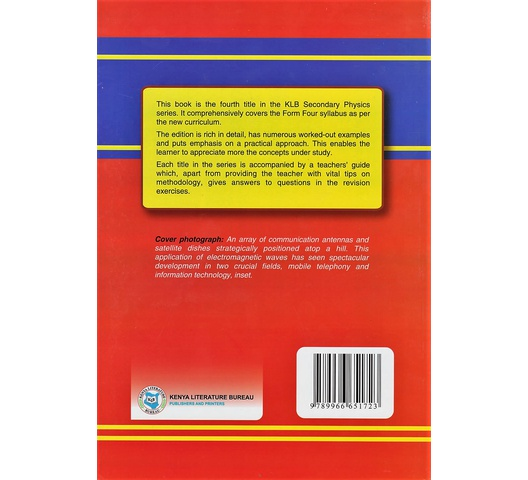 This book is the fourth title in the KLB Secondary Physics
series. It comprehensively covers the Form Four syllabus as per
the new curriculum.
The edition is rich in detail, has numerous worked-out examples
and puts emphasis on a practical approach. This enables the
learner to appreciate more the concepts under study.
Each title in the series is accompanied by a teachers' guide
which, apart from providing the teacher with vital tips on
methodology, gives answers to questions in the revision
exercises.
Cover photograph: An array of communication antennas and
satellite dishes strategically positioned atop a hill. This
application of electromagnetic waves has seen spectacular
development in two crucial fields, mobile telephony and
information technology, inset.
KENYA LITERATURE
BUREAU
KENYA LITERATURE BUREAU
PUBLISHERS AND PRINTERS
9 789966 651723